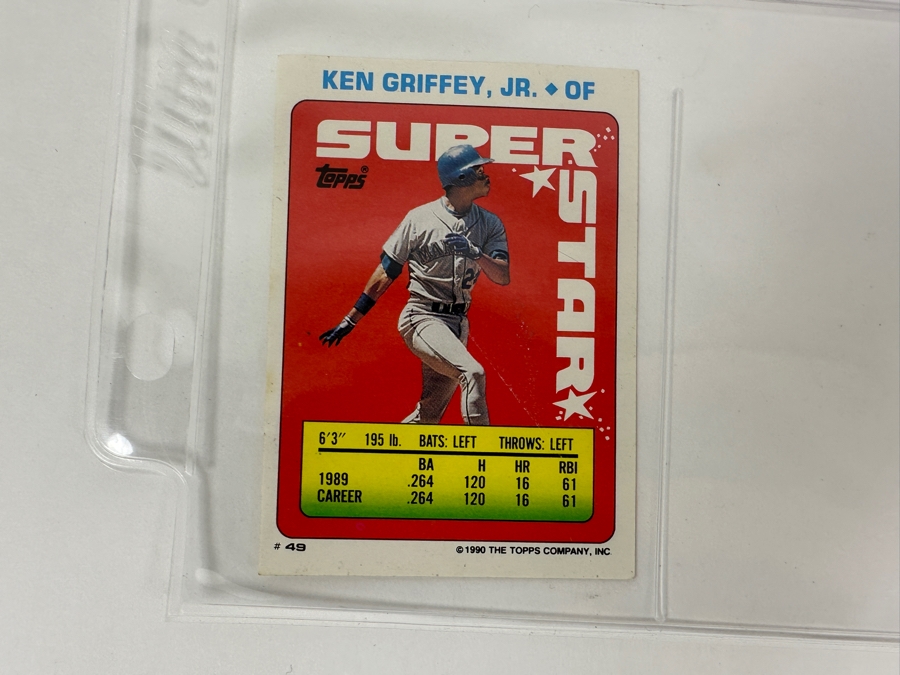 KEN GRIFFEY, JR. ◆ OF
SUPER
STAR
Topps®
6'3" 195 lb. BATS: LEFT THROWS: LEFT
BA H HR RBI
1989 .264 120 16 61
CAREER .264 120 16 61
# 49 ©1990 THE TOPPS COMPANY, INC